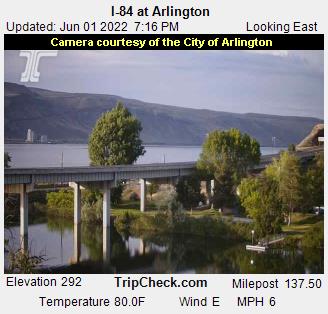 I-84 at Arlington
Updated: Jun 01 2022 7:16 PM Looking East
Camera courtesy of the City of Arlington
Elevation 292 TripCheck.com Milepost 137.50
Temperature 80.0F Wind E MPH 6